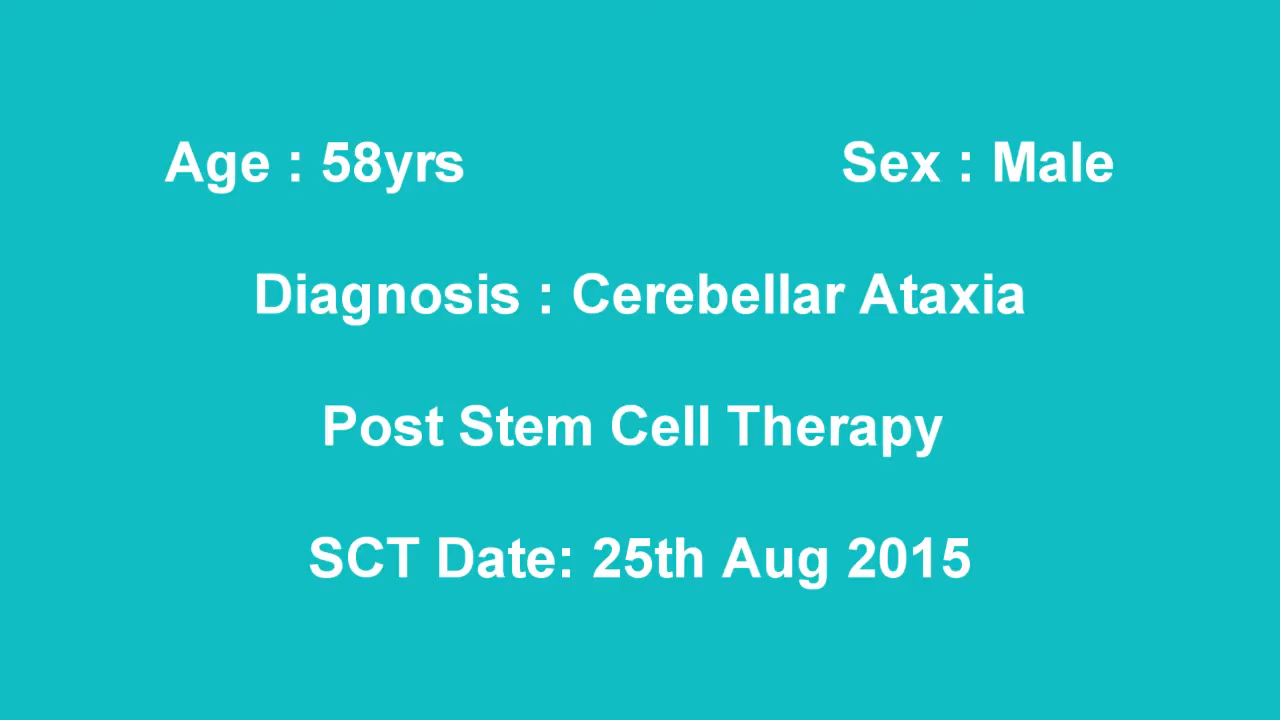 Age : 58yrs Sex : Male
Diagnosis : Cerebellar Ataxia
Post Stem Cell Therapy
SCT Date: 25th Aug 2015